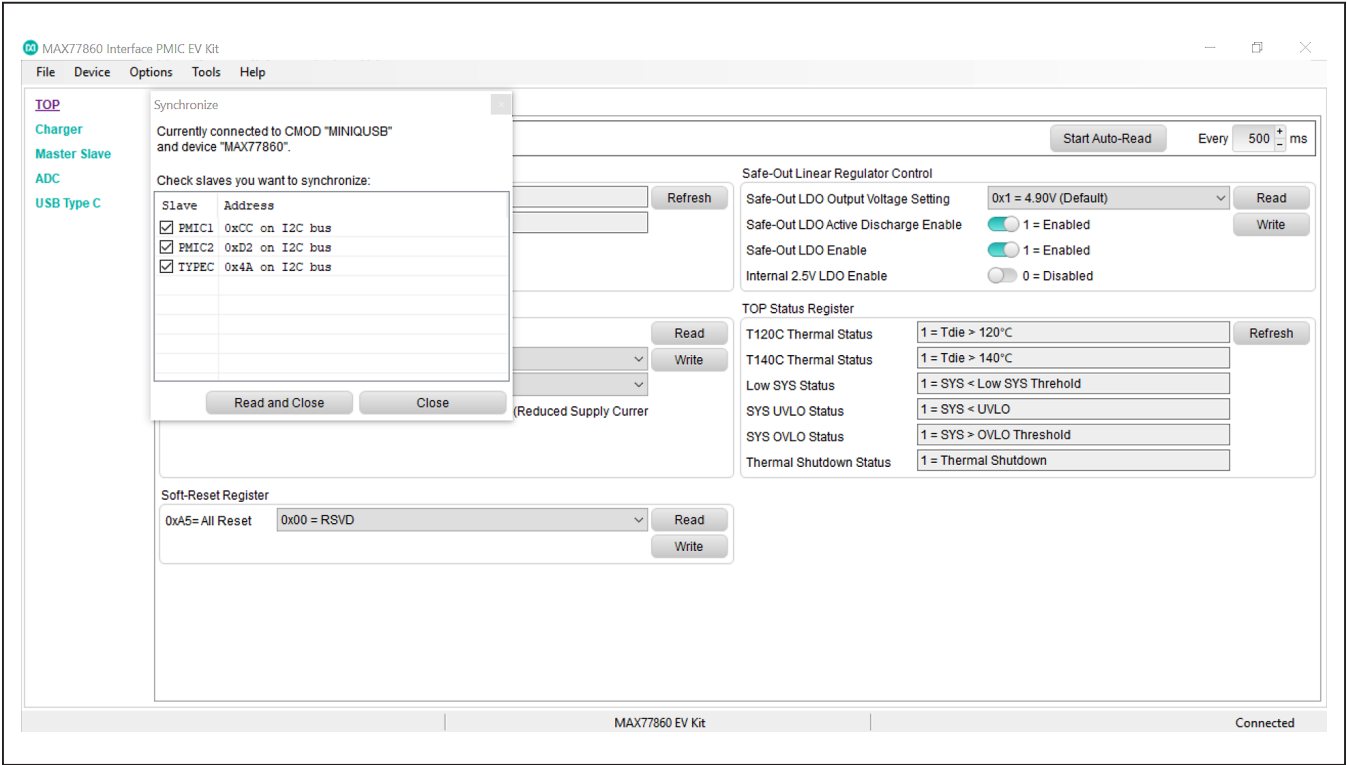 MAX77860 Interface PMIC EV Kit
File Device Options Tools Help
TOP
Charger
Master Slave
ADC
USB Type C
Synchronize
Currently connected to CMOD "MINIQUSB"
and device "MAX77860".
Check slaves you want to synchronize:
Slave Address
PMIC1 0xCC on I2C bus
PMIC2 0xD2 on I2C bus
TYPEC 0x4A on I2C bus
Read and Close Close
Start Auto-Read Every 500 ms
Refresh
Read
Write
(Reduced Supply Currer
Safe-Out Linear Regulator Control
Safe-Out LDO Output Voltage Setting 0x1 = 4.90V (Default) Read
Safe-Out LDO Active Discharge Enable 1 = Enabled Write
Safe-Out LDO Enable 1 = Enabled
Internal 2.5V LDO Enable 0 = Disabled
TOP Status Register
T120C Thermal Status 1 = Tdie > 120°C Refresh
T140C Thermal Status 1 = Tdie > 140°C
Low SYS Status 1 = SYS < Low SYS Threhold
SYS UVLO Status 1 = SYS < UVLO
SYS OVLO Status 1 = SYS > OVLO Threshold
Thermal Shutdown Status 1 = Thermal Shutdown
Soft-Reset Register
0xA5= All Reset 0x00 = RSVD Read
Write
MAX77860 EV Kit Connected